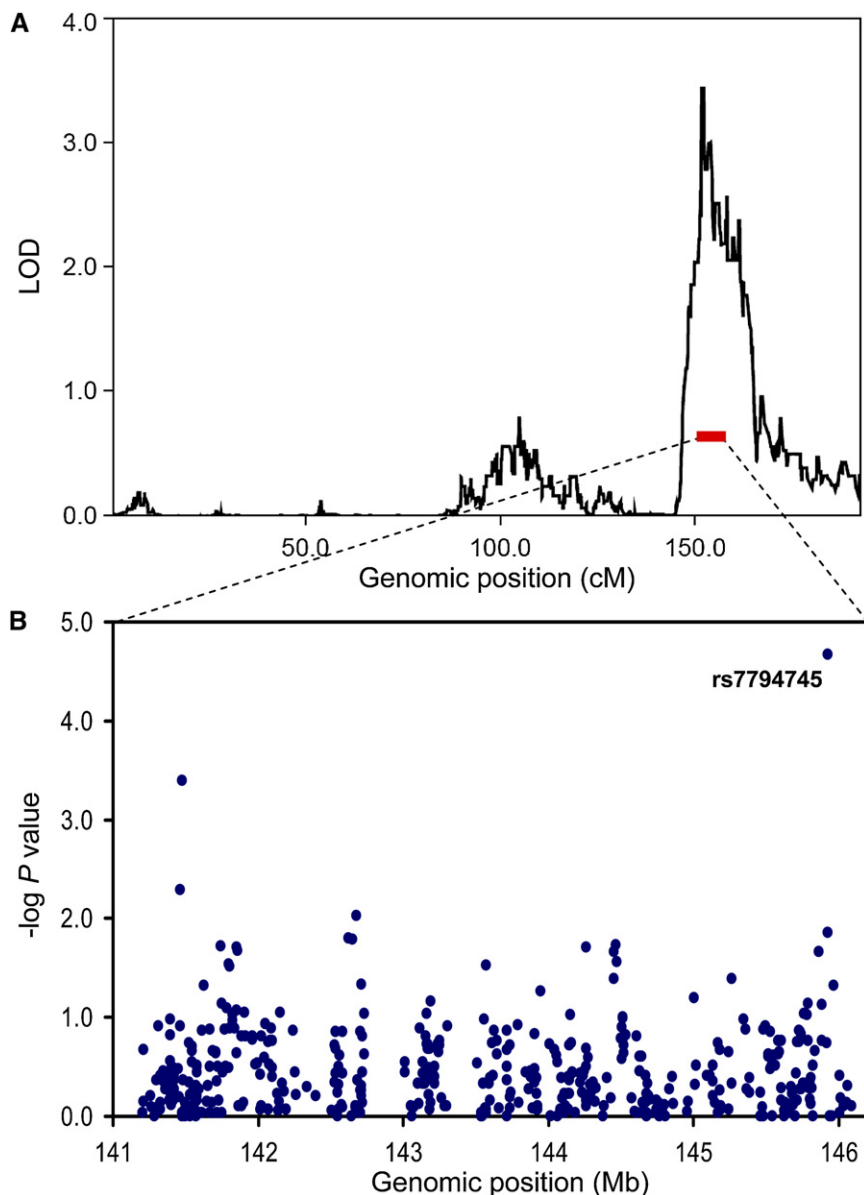 A
4.0
3.0
2.0
1.0
0.0
LOD
50.0 100.0 150.0
Genomic position (cM)
B
5.0
4.0
3.0
2.0
1.0
0.0
-log P value
rs7794745
141 142 143 144 145 146
Genomic position (Mb)